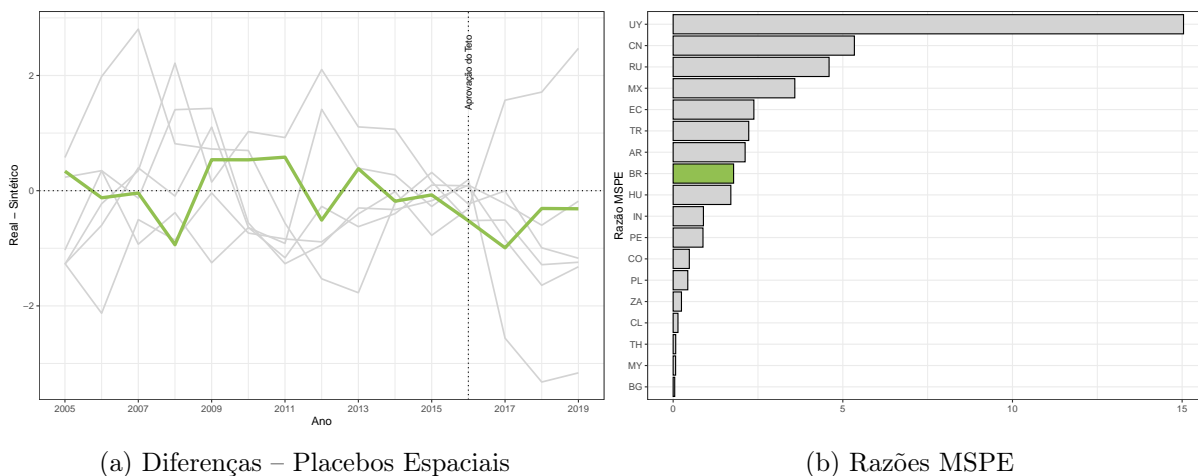 2
0
−2
Real − Sintético
Aprovação do Teto
2005
2007
2009
2011
2013
2015
2017
2019
Ano
(a) Diferenças – Placebos Espaciais
UY
CN
RU
MX
EC
TR
AR
BR
HU
IN
PE
CO
PL
ZA
CL
TH
MY
BG
Razão MSPE
0
5
10
15
(b) Razões MSPE